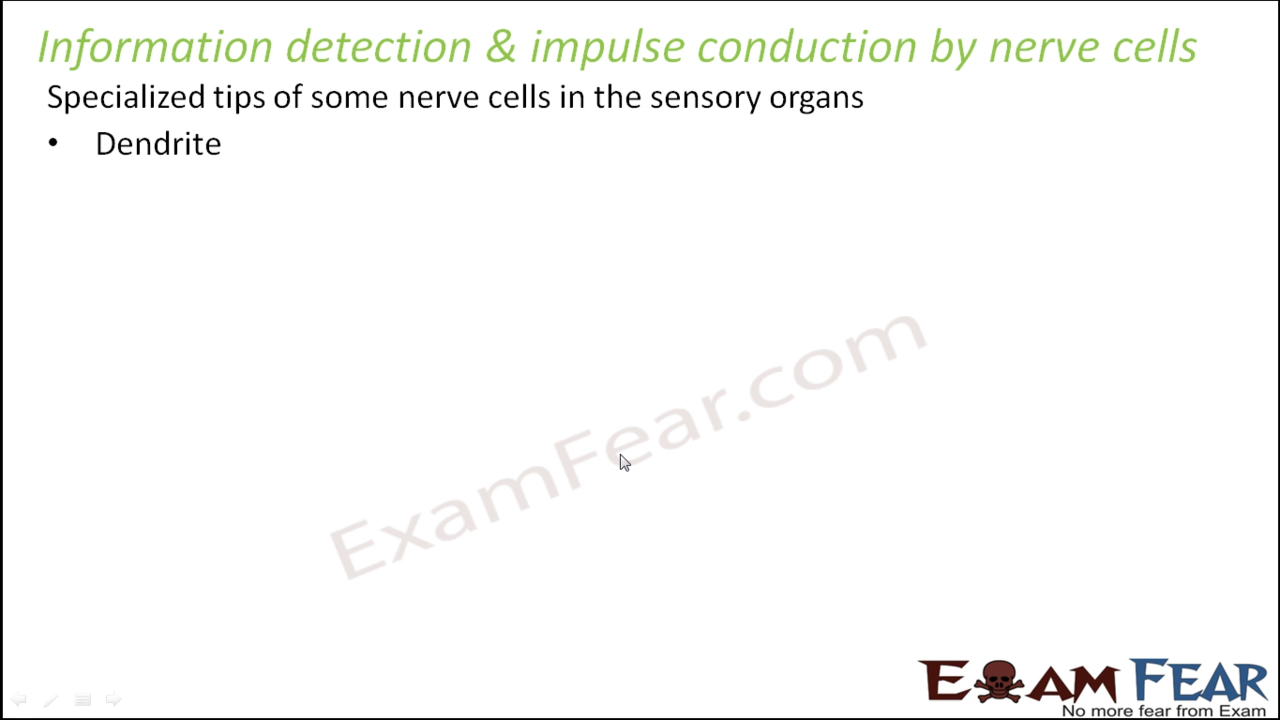 Information detection & impulse conduction by nerve cells
Specialized tips of some nerve cells in the sensory organs
• Dendrite
ExamFear.com
EXAM FEAR
No more fear from Exam